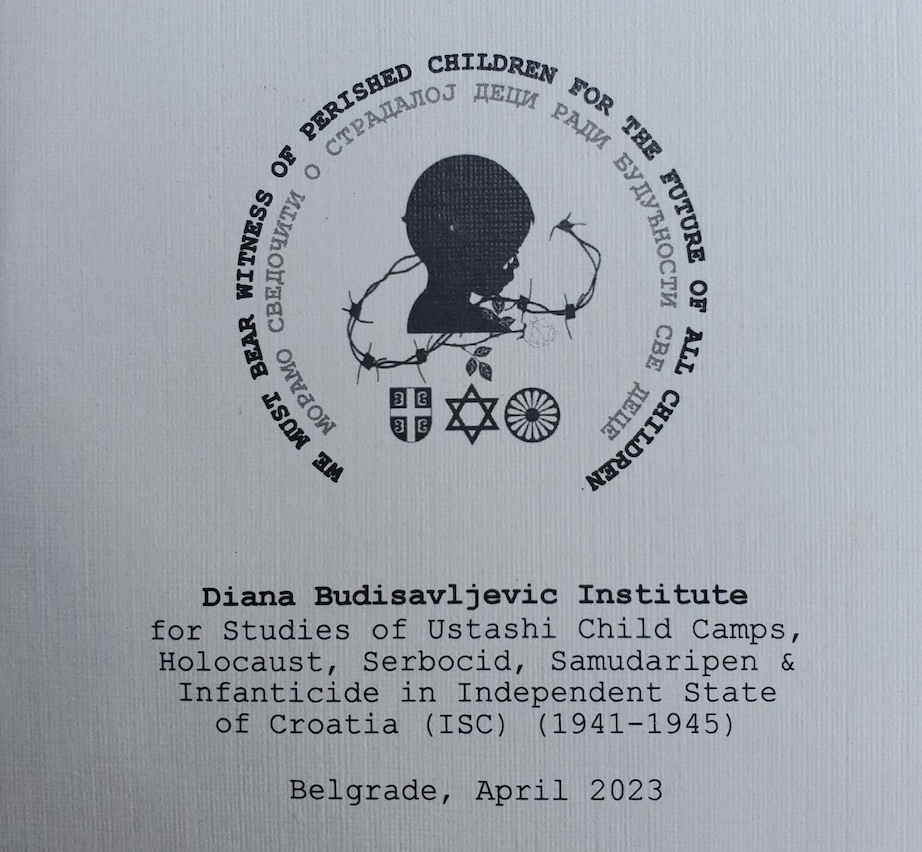 WE MUST BEAR WITNESS OF PERISHED CHILDREN FOR THE FUTURE OF ALL CHILDREN
МОРАМО СВЕДОЧИТИ О СТРАДАЛОЈ ДЕЦИ РАДИ БУДУЋНОСТИ СВЕ ДЕЦЕ
Diana Budisavljevic Institute
for Studies of Ustashi Child Camps,
Holocaust, Serbocid, Samudaripen &
Infanticide in Independent State
of Croatia (ISC) (1941-1945)
Belgrade, April 2023